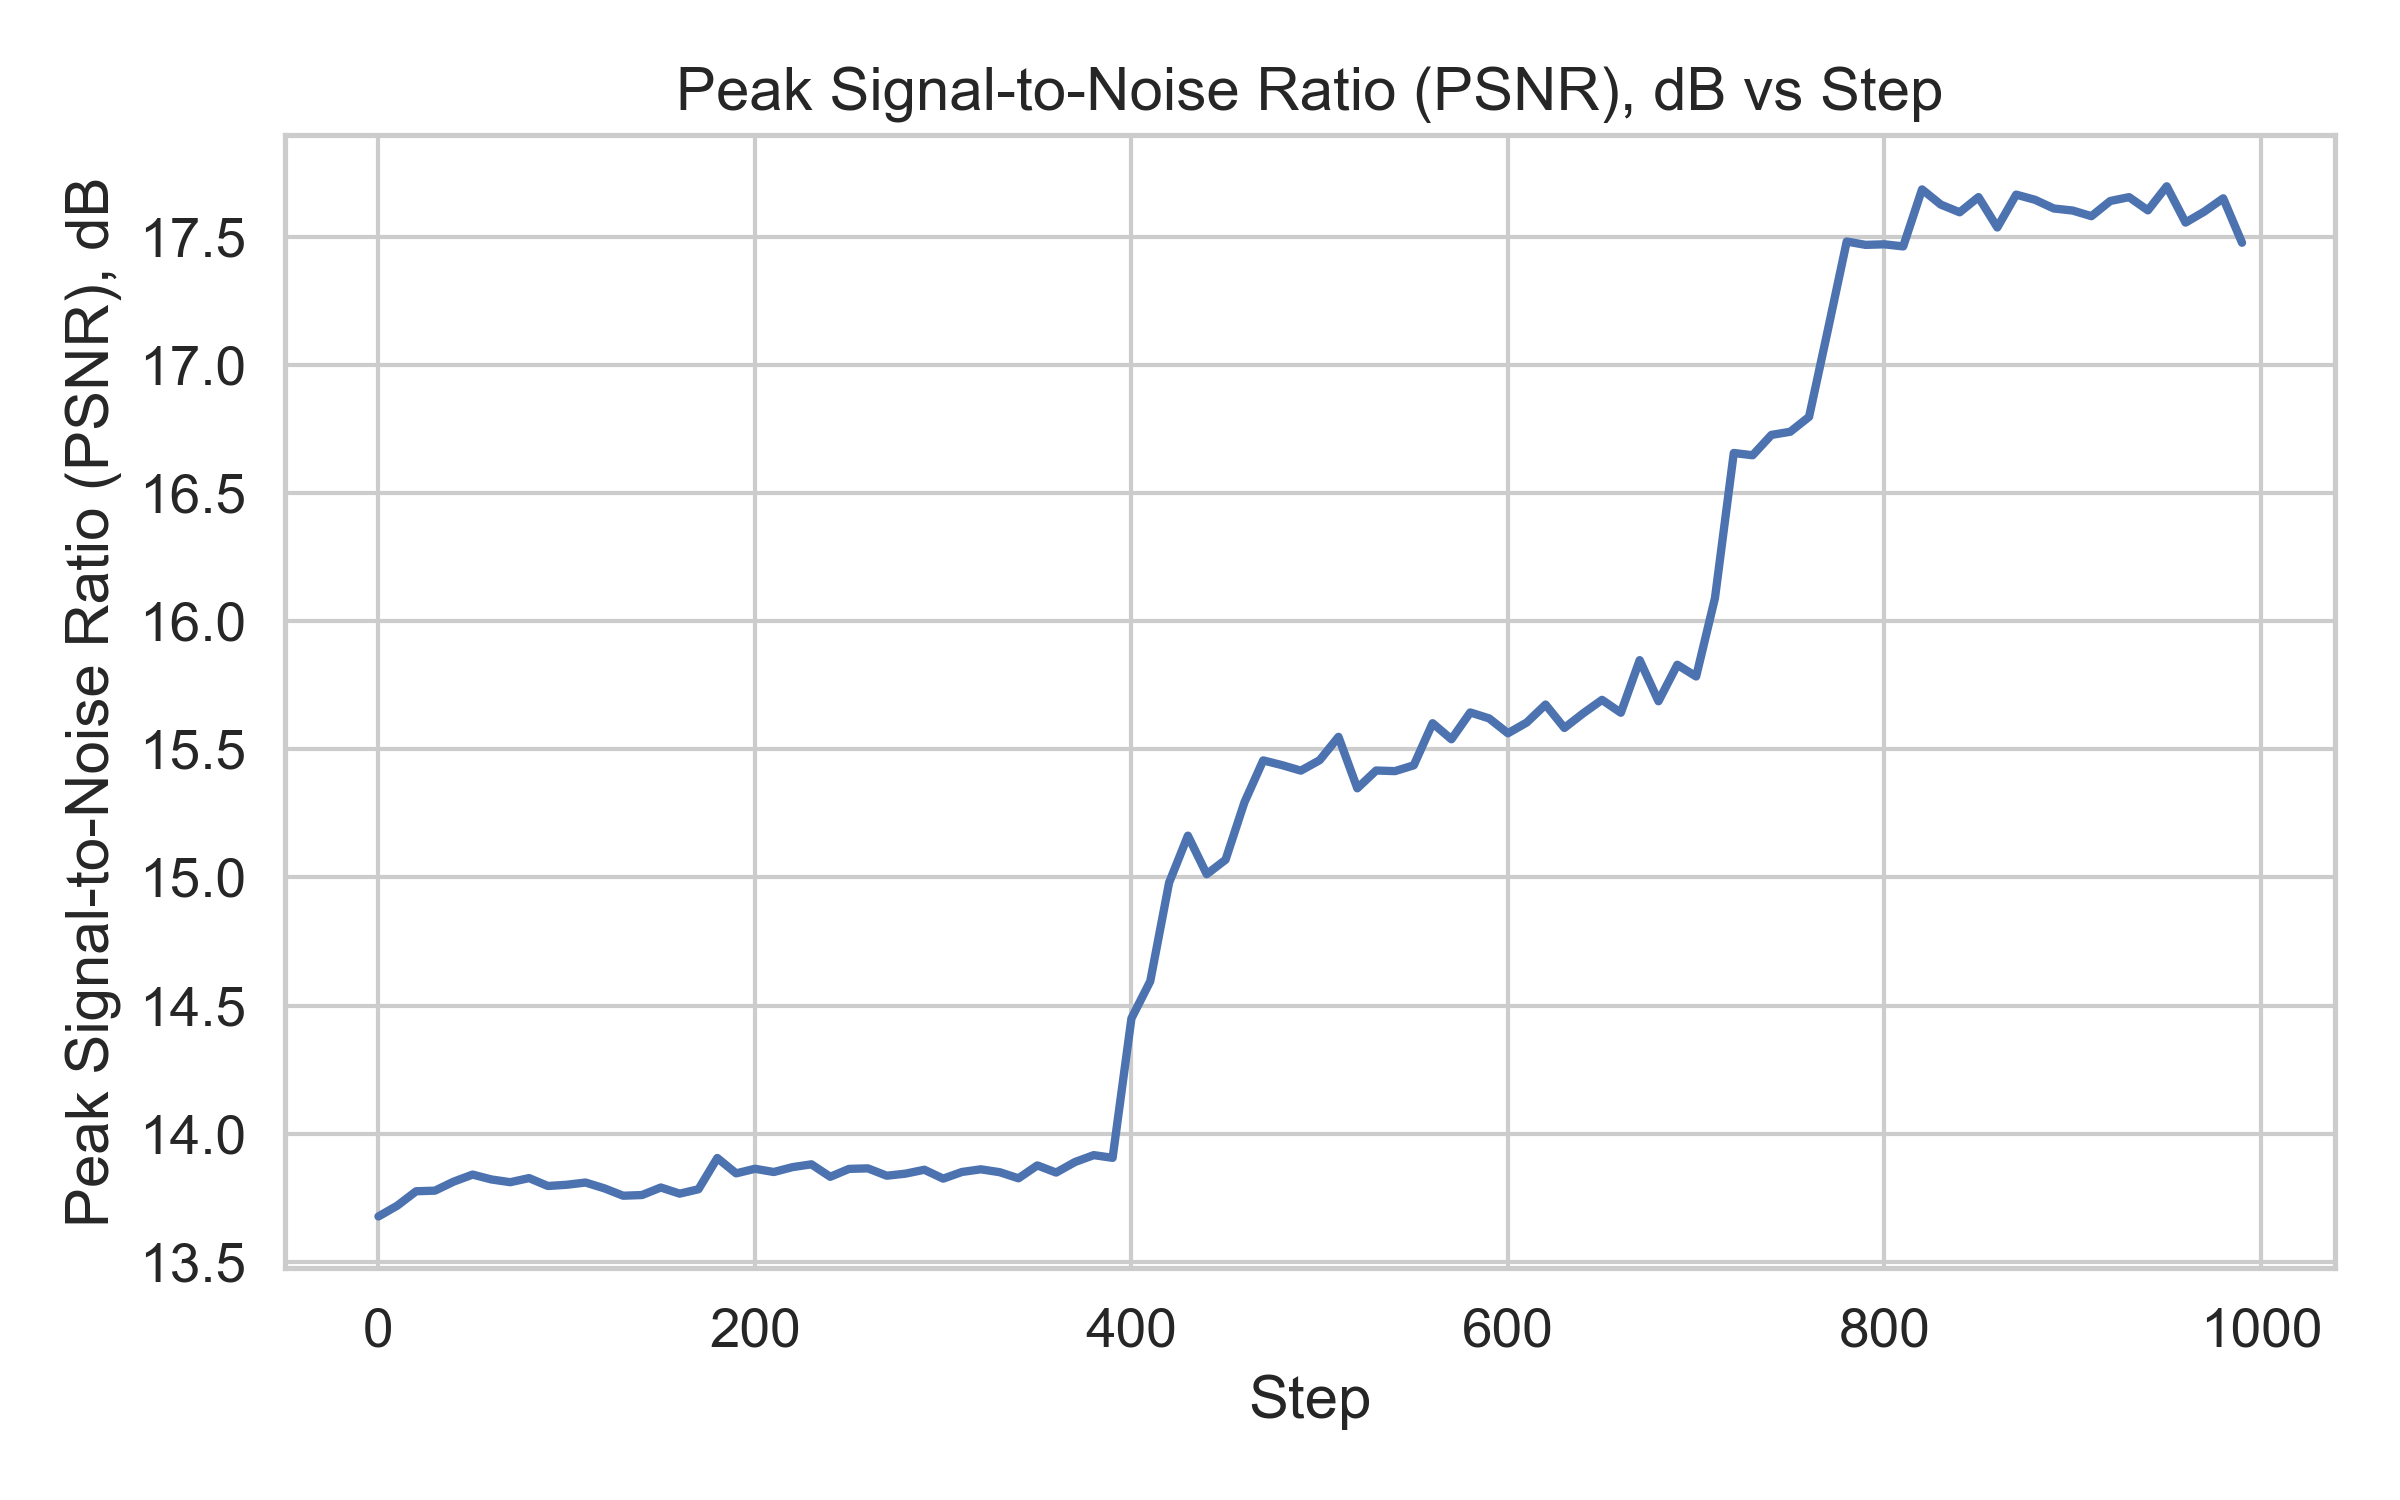 Peak Signal-to-Noise Ratio (PSNR), dB vs Step
Peak Signal-to-Noise Ratio (PSNR), dB
17.5
17.0
16.5
16.0
15.5
15.0
14.5
14.0
13.5
0 200 400 600 800 1000
Step